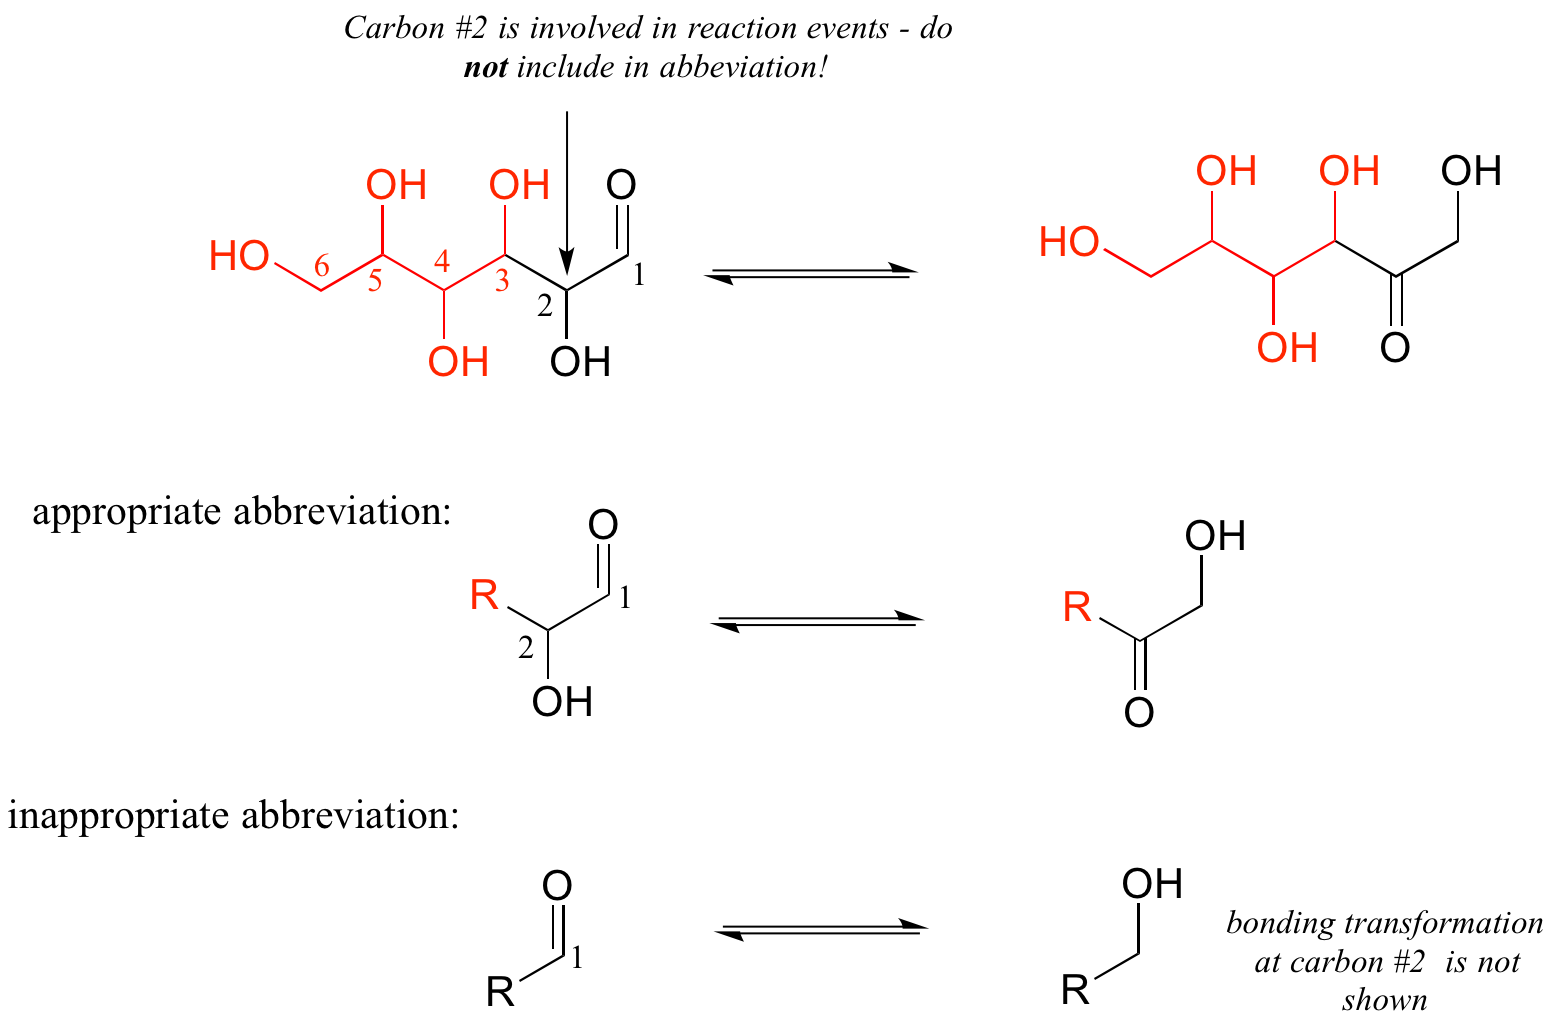 Carbon #2 is involved in reaction events - do
not include in abbeviation!
OH OH O
HO 6 5 4 3 2 1
OH OH
OH OH OH
HO
OH O
appropriate abbreviation:
O
R 1
2
OH
OH
R
O
inappropriate abbreviation:
O
1
R
OH
R
bonding transformation
at carbon #2 is not
shown